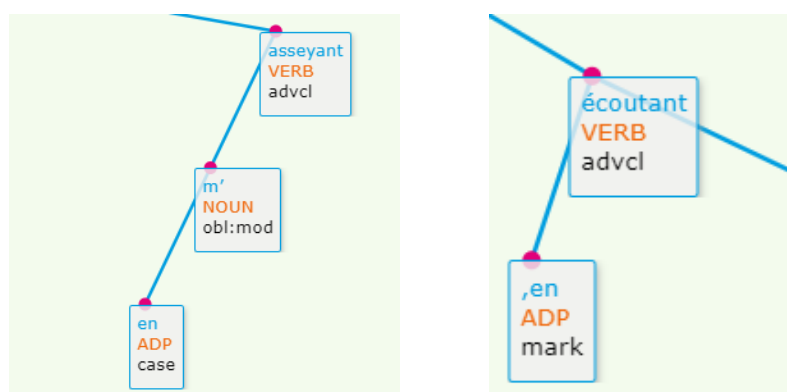 asseyant
VERB
advcl
m'
NOUN
obl:mod
en
ADP
case
écoutant
VERB
advcl
,en
ADP
mark